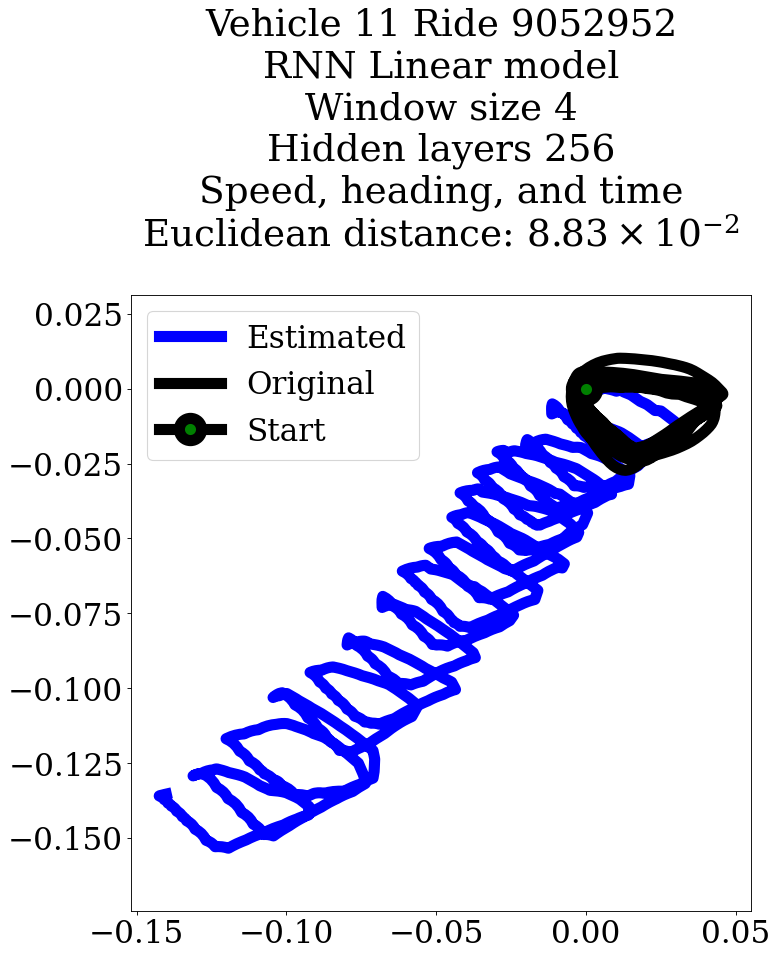 Vehicle 11 Ride 9052952
RNN Linear model
Window size 4
Hidden layers 256
Speed, heading, and time
Euclidean distance: 8.83 × 10⁻²
Estimated
Original
Start
0.025
0.000
−0.025
−0.050
−0.075
−0.100
−0.125
−0.150
−0.15 −0.10 −0.05 0.00 0.05